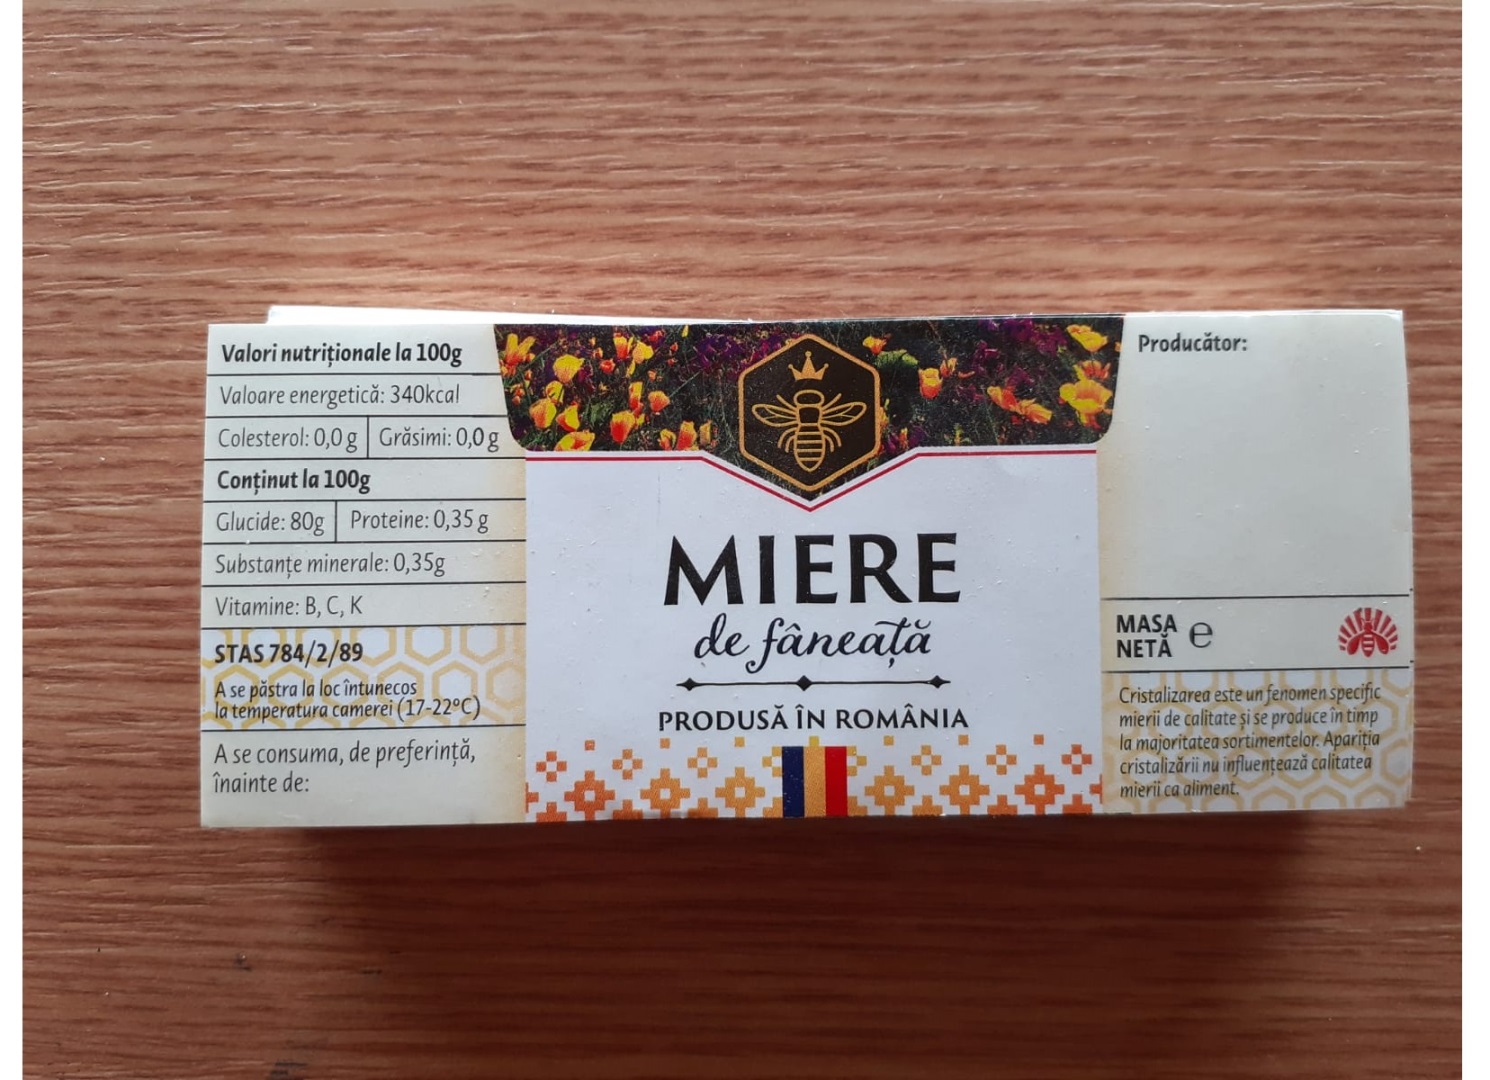 Valori nutriționale la 100g
Valoare energetică: 340kcal
Colesterol: 0,0 g Grăsimi: 0,0 g
Conținut la 100g
Glucide: 80g Proteine: 0,35 g
Substanțe minerale: 0,35g
Vitamine: B, C, K
STAS 784/2/89
A se păstra la loc întunecos
la temperatura camerei (17-22ºC)
A se consuma, de preferință,
înainte de:
MIERE
de fâneață
PRODUSĂ ÎN ROMÂNIA
Producător:
MASA
NETĂ ℮
Cristalizarea este un fenomen specific
mierii de calitate și se produce în timp
la majoritatea sortimentelor. Apariția
cristalizării nu influențează calitatea
mierii ca aliment.